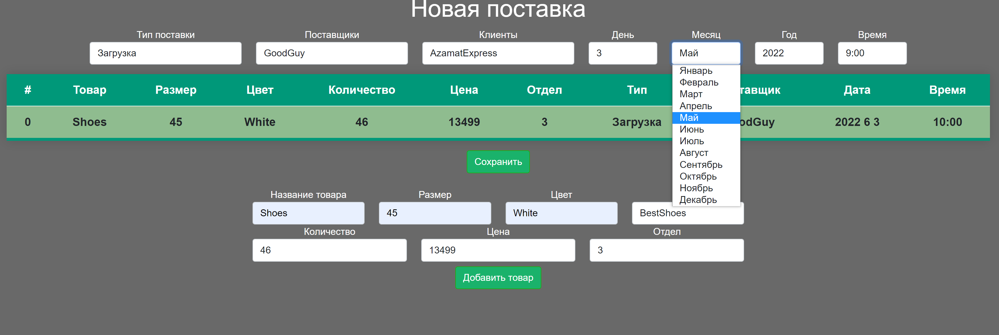 Новая поставка
Тип поставки Поставщики Клиенты День Месяц Год Время
Загрузка GoodGuy AzamatExpress 3 Май 2022 9:00
Январь
Февраль
Март
Апрель
Май
Июнь
Июль
Август
Сентябрь
Октябрь
Ноябрь
Декабрь
# Товар Размер Цвет Количество Цена Отдел Тип тавщик Дата Время
0 Shoes 45 White 46 13499 3 Загрузка odGuy 2022 6 3 10:00
Сохранить
Название товара Размер Цвет
Shoes 45 White BestShoes
Количество Цена Отдел
46 13499 3
Добавить товар